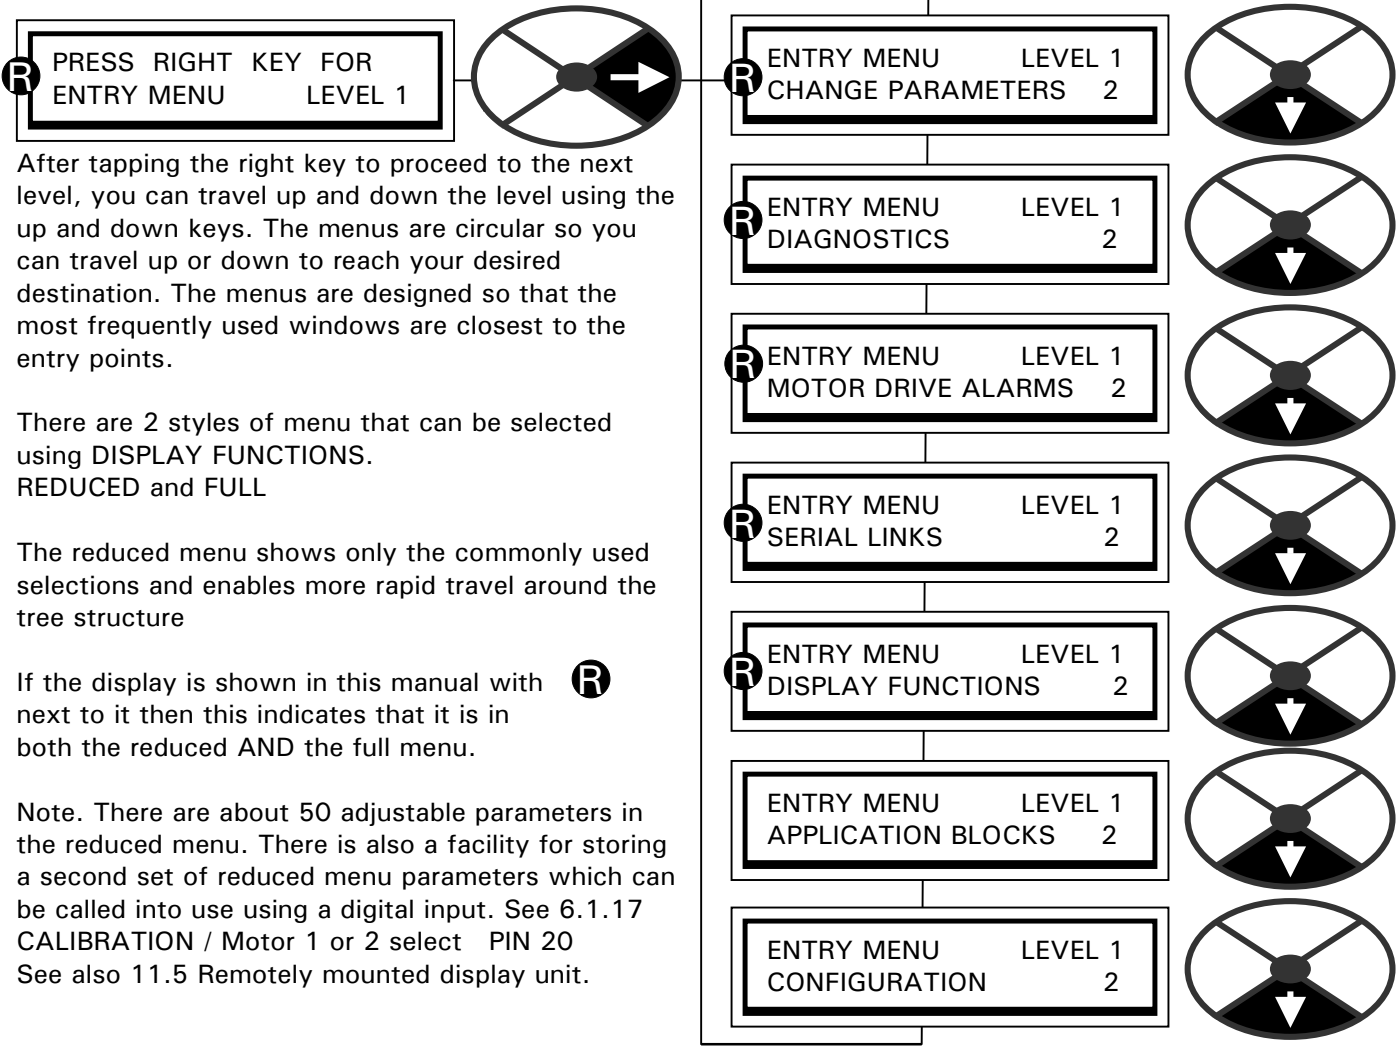 R
PRESS RIGHT KEY FOR
ENTRY MENU LEVEL 1
After tapping the right key to proceed to the next
level, you can travel up and down the level using the
up and down keys. The menus are circular so you
can travel up or down to reach your desired
destination. The menus are designed so that the
most frequently used windows are closest to the
entry points.
There are 2 styles of menu that can be selected
using DISPLAY FUNCTIONS.
REDUCED and FULL
The reduced menu shows only the commonly used
selections and enables more rapid travel around the
tree structure
If the display is shown in this manual with R
next to it then this indicates that it is in
both the reduced AND the full menu.
Note. There are about 50 adjustable parameters in
the reduced menu. There is also a facility for storing
a second set of reduced menu parameters which can
be called into use using a digital input. See 6.1.17
CALIBRATION / Motor 1 or 2 select PIN 20
See also 11.5 Remotely mounted display unit.
R
ENTRY MENU LEVEL 1
CHANGE PARAMETERS 2
R
ENTRY MENU LEVEL 1
DIAGNOSTICS 2
R
ENTRY MENU LEVEL 1
MOTOR DRIVE ALARMS 2
R
ENTRY MENU LEVEL 1
SERIAL LINKS 2
R
ENTRY MENU LEVEL 1
DISPLAY FUNCTIONS 2
ENTRY MENU LEVEL 1
APPLICATION BLOCKS 2
ENTRY MENU LEVEL 1
CONFIGURATION 2